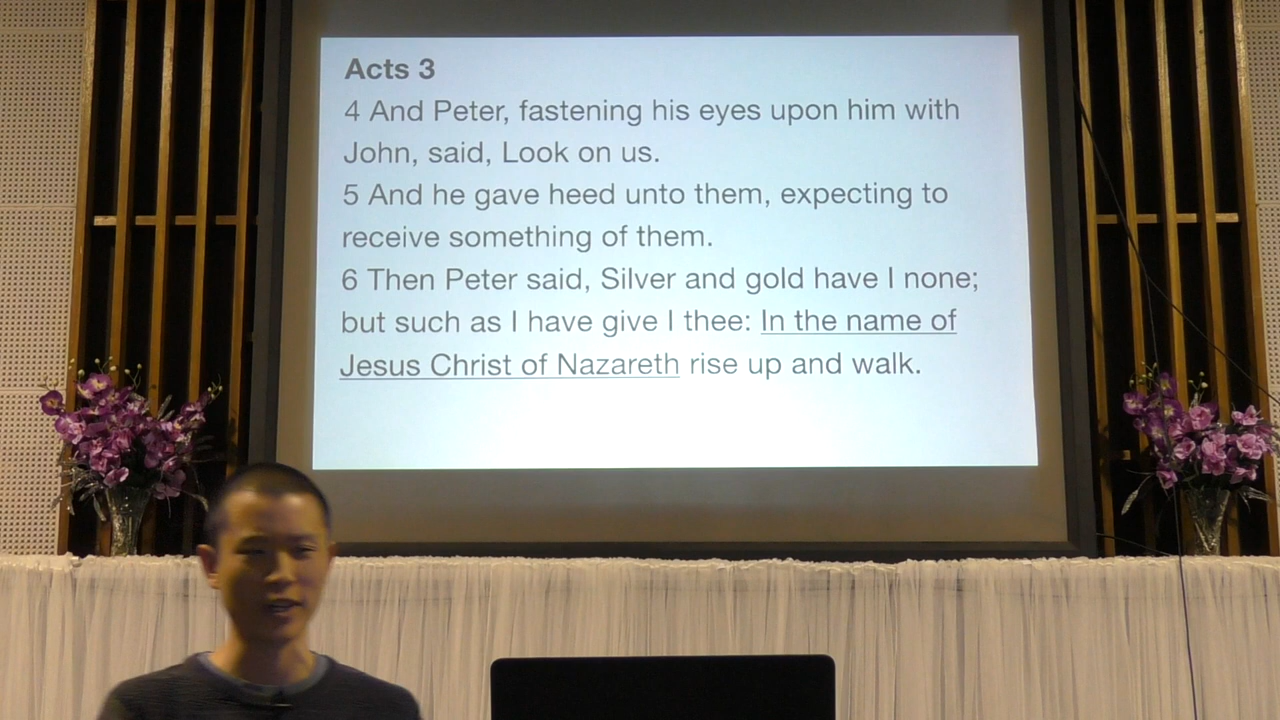 Acts 3
4 And Peter, fastening his eyes upon him with
John, said, Look on us.
5 And he gave heed unto them, expecting to
receive something of them.
6 Then Peter said, Silver and gold have I none;
but such as I have give I thee: In the name of
Jesus Christ of Nazareth rise up and walk.